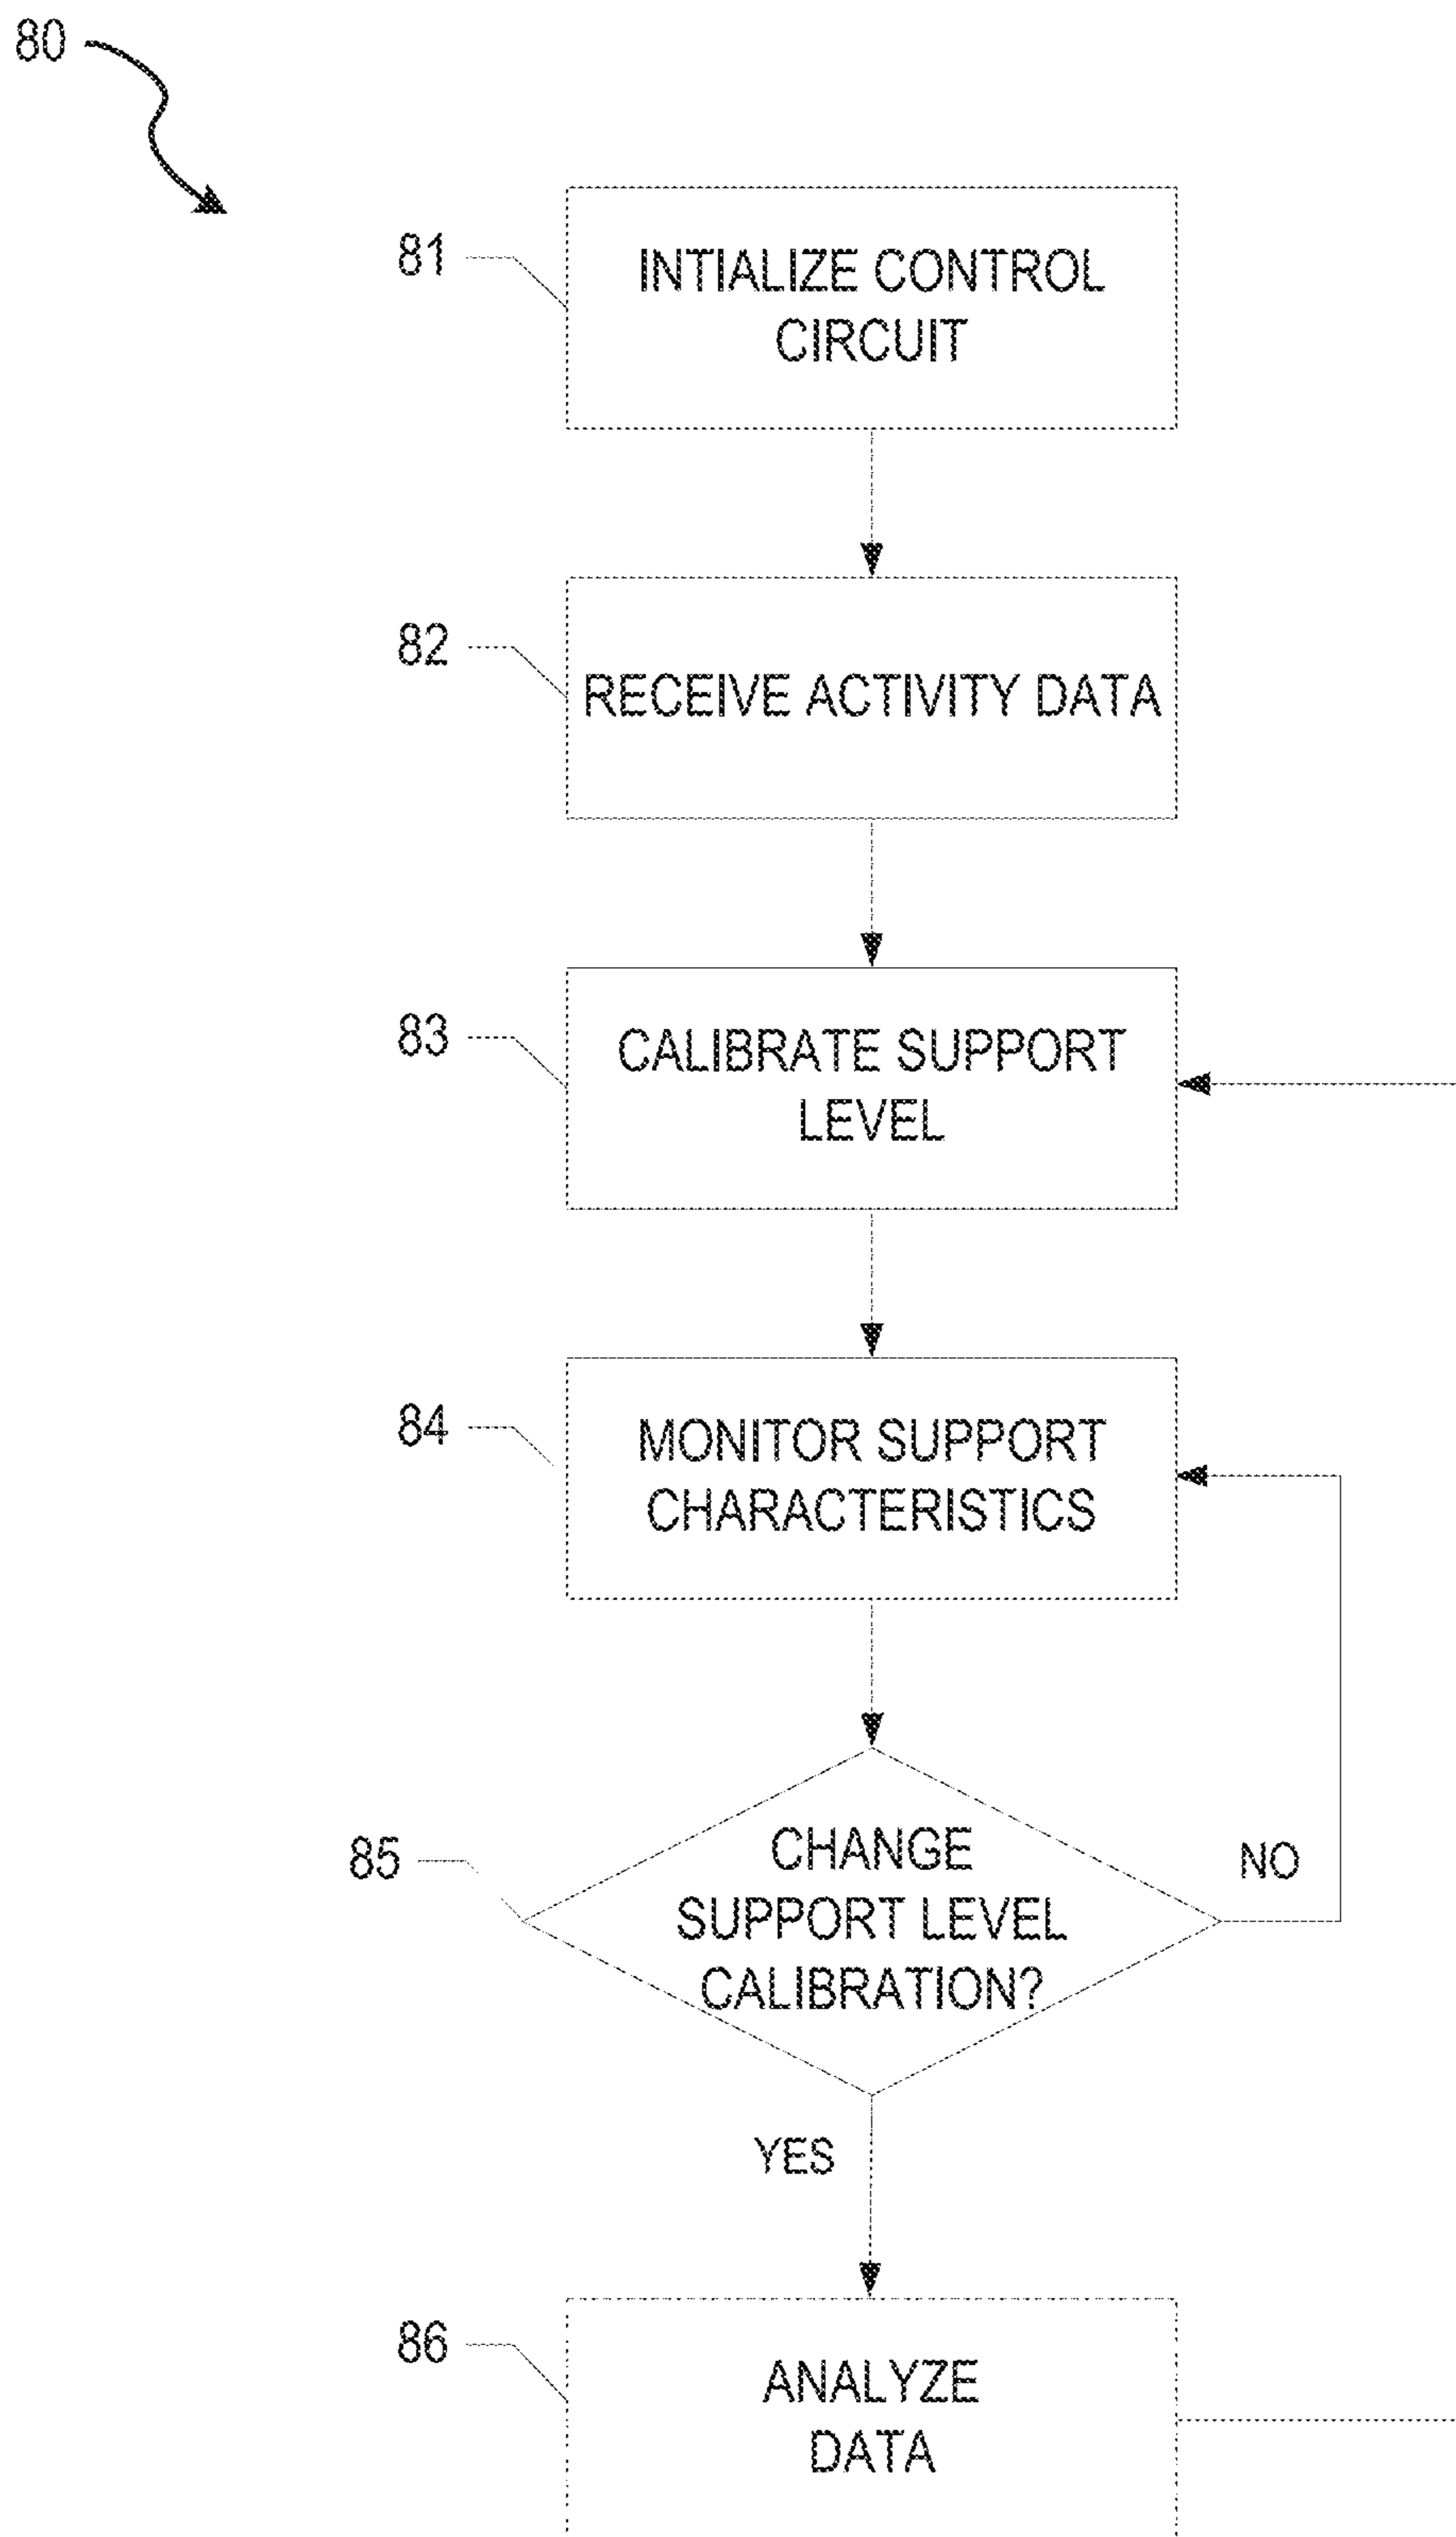 80
81
INTIALIZE CONTROL
CIRCUIT
82
RECEIVE ACTIVITY DATA
83
CALIBRATE SUPPORT
LEVEL
84
MONITOR SUPPORT
CHARACTERISTICS
85
CHANGE
SUPPORT LEVEL
CALIBRATION?
NO
YES
86
ANALYZE
DATA